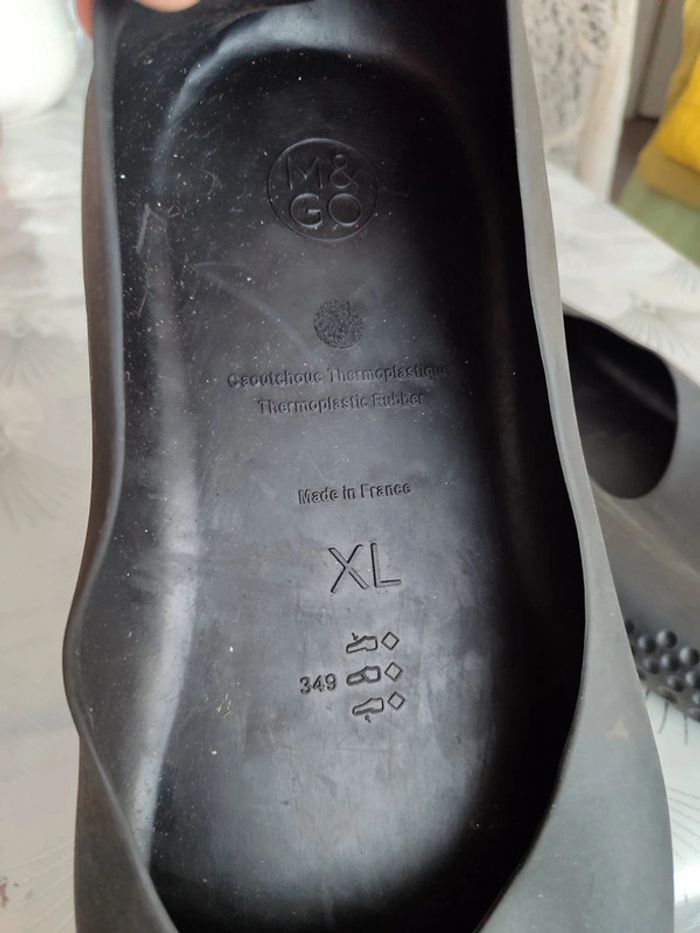 M&
GO
Caoutchouc Thermoplastique
Thermoplastic Rubber
Made in France
XL
349